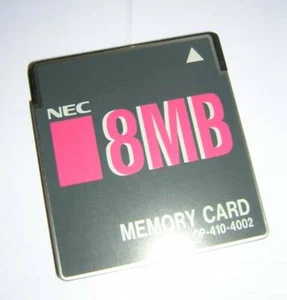 NEC
8MB
MEMORY CARD
OP-410-4002